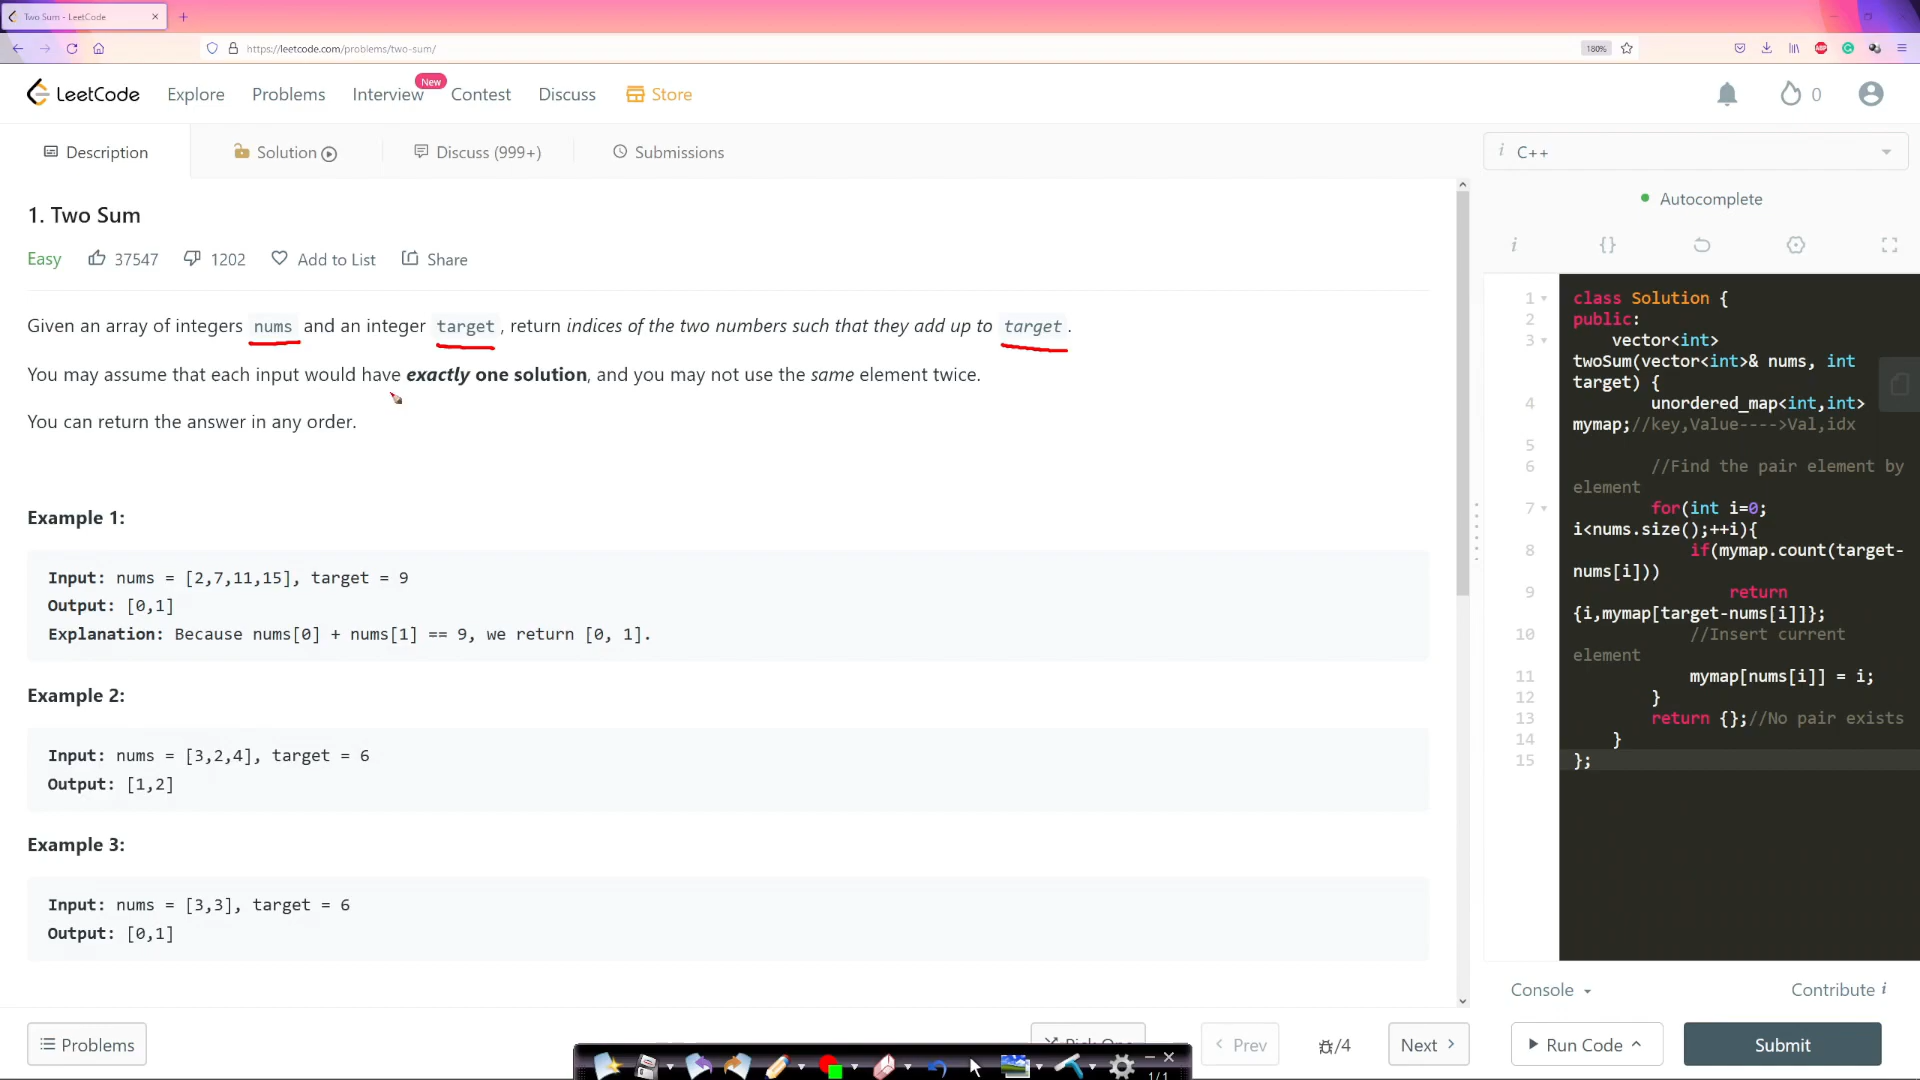 Two Sum - LeetCode
https://leetcode.com/problems/two-sum/
180%
LeetCode
Explore
Problems
Interview
New
Contest
Discuss
Store
0
Description
Solution
Discuss (999+)
Submissions
i C++
Autocomplete
1. Two Sum
Easy
37547
1202
Add to List
Share
Given an array of integers nums and an integer target, return indices of the two numbers such that they add up to target.
You may assume that each input would have exactly one solution, and you may not use the same element twice.
You can return the answer in any order.
Example 1:
Input: nums = [2,7,11,15], target = 9
Output: [0,1]
Explanation: Because nums[0] + nums[1] == 9, we return [0, 1].
Example 2:
Input: nums = [3,2,4], target = 6
Output: [1,2]
Example 3:
Input: nums = [3,3], target = 6
Output: [0,1]
i {}
1 class Solution {
2 public:
3 vector<int>
twoSum(vector<int>& nums, int
target) {
4 unordered_map<int,int>
mymap;//key,Value---->Val,idx
5
6 //Find the pair element by
element
7 for(int i=0;
i<nums.size();++i){
8 if(mymap.count(target-
nums[i]))
9 return
{i,mymap[target-nums[i]]};
10 //Insert current
element
11 mymap[nums[i]] = i;
12 }
13 return {};//No pair exists
14 }
15 };
Console
Contribute i
Problems
Pick One
Prev
/4
Next
Run Code
Submit
1/1